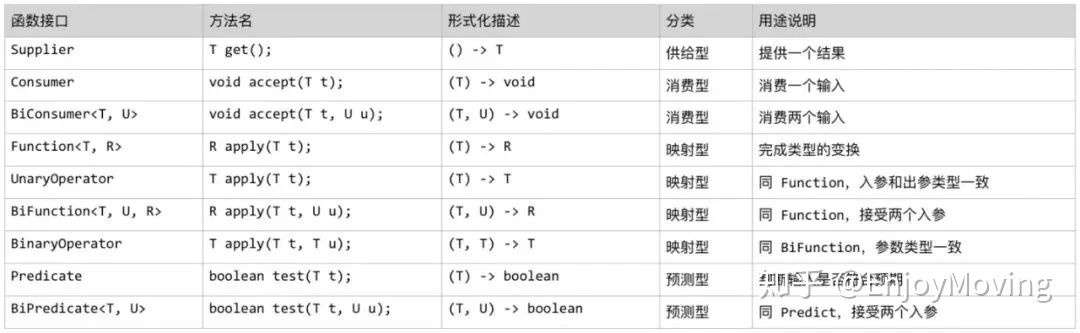 函数接口 方法名 形式化描述 分类 用途说明
Supplier T get(); () -> T 供给型 提供一个结果
Consumer void accept(T t); (T) -> void 消费型 消费一个输入
BiConsumer<T, U> void accept(T t, U u); (T, U) -> void 消费型 消费两个输入
Function<T, R> R apply(T t); (T) -> R 映射型 完成类型的变换
UnaryOperator T apply(T t); (T) -> T 映射型 同 Function，入参和出参类型一致
BiFunction<T, U, R> R apply(T t, U u); (T, U) -> R 映射型 同 Function，接受两个入参
BinaryOperator T apply(T t, T u); (T, T) -> T 映射型 同 BiFunction，参数类型一致
Predicate boolean test(T t); (T) -> boolean 预测型 判断输入是否符合预期
BiPredicate<T, U> boolean test(T t, U u); (T, U) -> boolean 预测型 同 Predict，接受两个入参
知乎 @EnjoyMoving